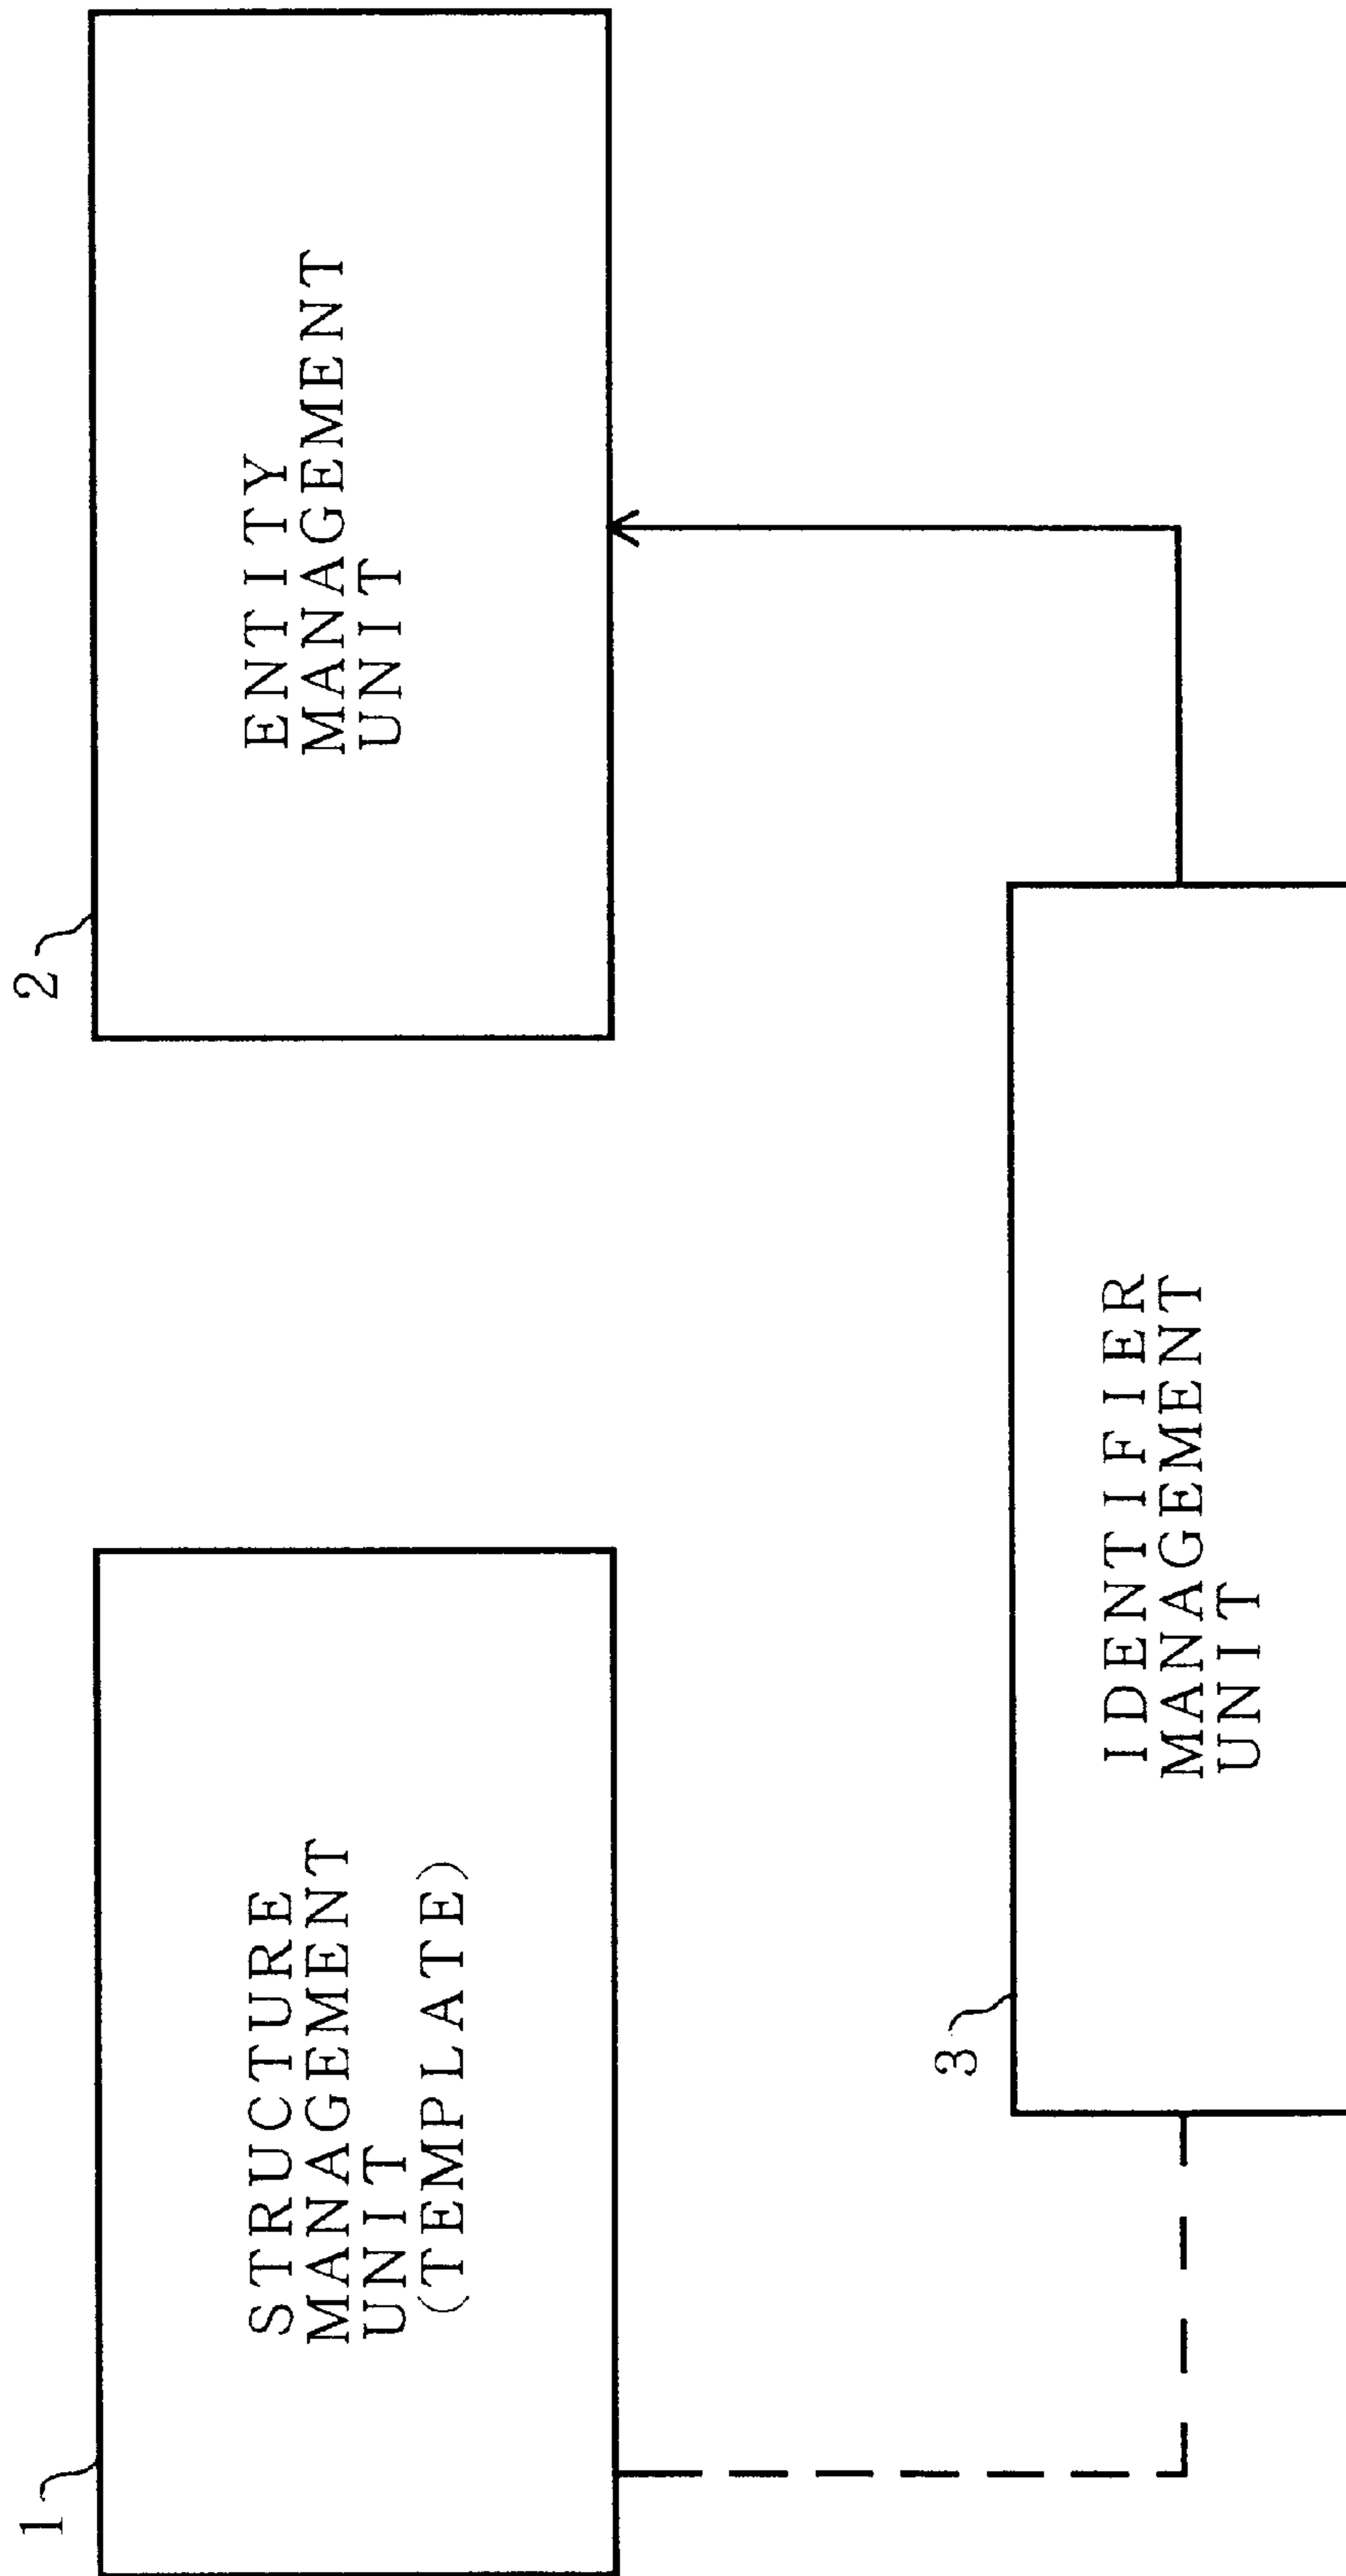 1
STRUCTURE
MANAGEMENT
UNIT
(TEMPLATE)
2
ENTITY
MANAGEMENT
UNIT
3
IDENTIFIER
MANAGEMENT
UNIT